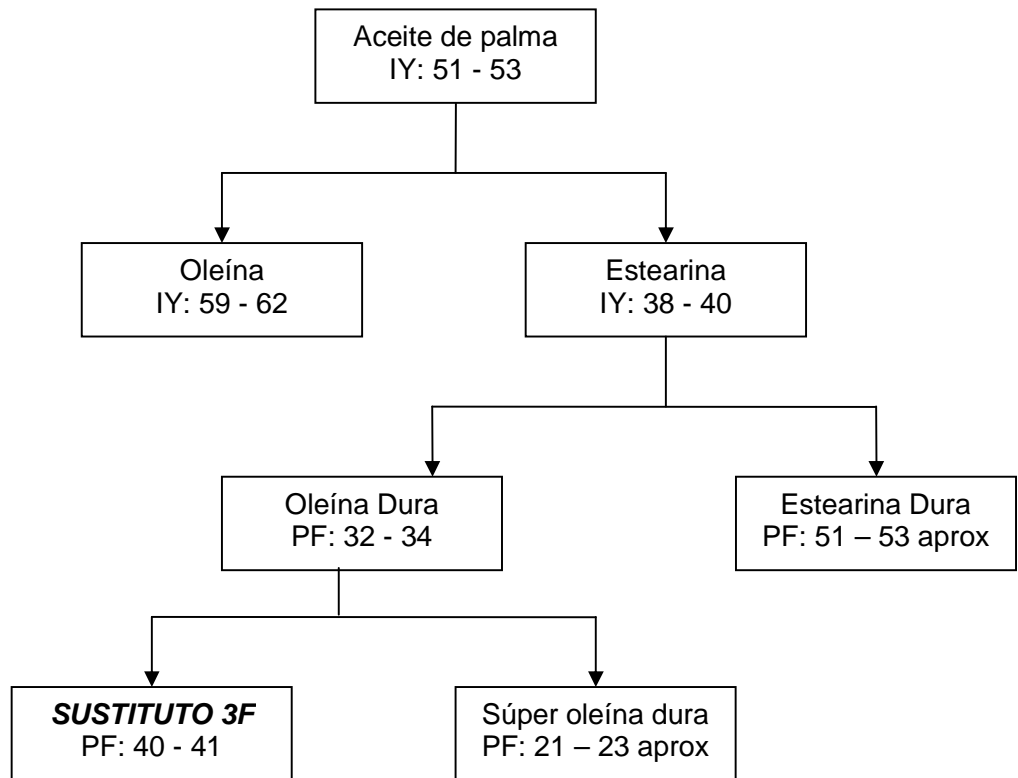 Aceite de palma
IY: 51 - 53
Oleína
IY: 59 - 62
Estearina
IY: 38 - 40
Oleína Dura
PF: 32 - 34
Estearina Dura
PF: 51 – 53 aprox
SUSTITUTO 3F
PF: 40 - 41
Súper oleína dura
PF: 21 – 23 aprox